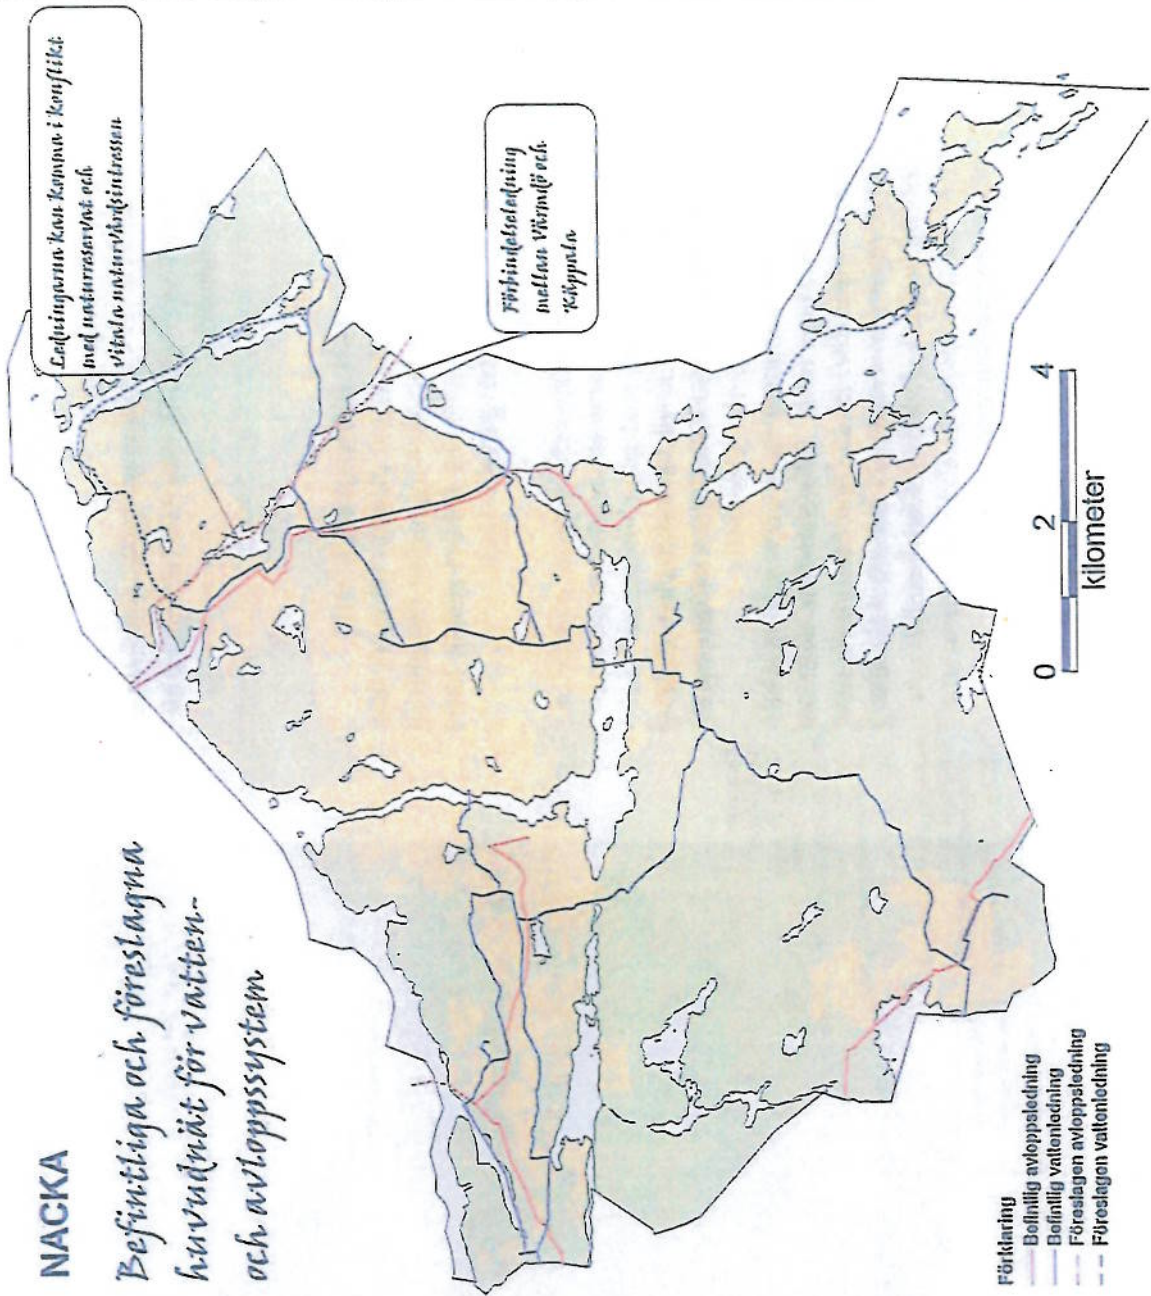 NACKA
Befintliga och föreslagna
huvudnät för vatten-
och avloppssystem
Ledningarna kan komma i konflikt
med naturreservat och
vitala naturvårdsintressen
Förbindelseledning
mellan Värmdö och
Käppala
0 2 4
kilometer
Förklaring
Befintlig avloppsledning
Befintlig vattenledning
Föreslagen avloppsledning
Föreslagen vattenledning